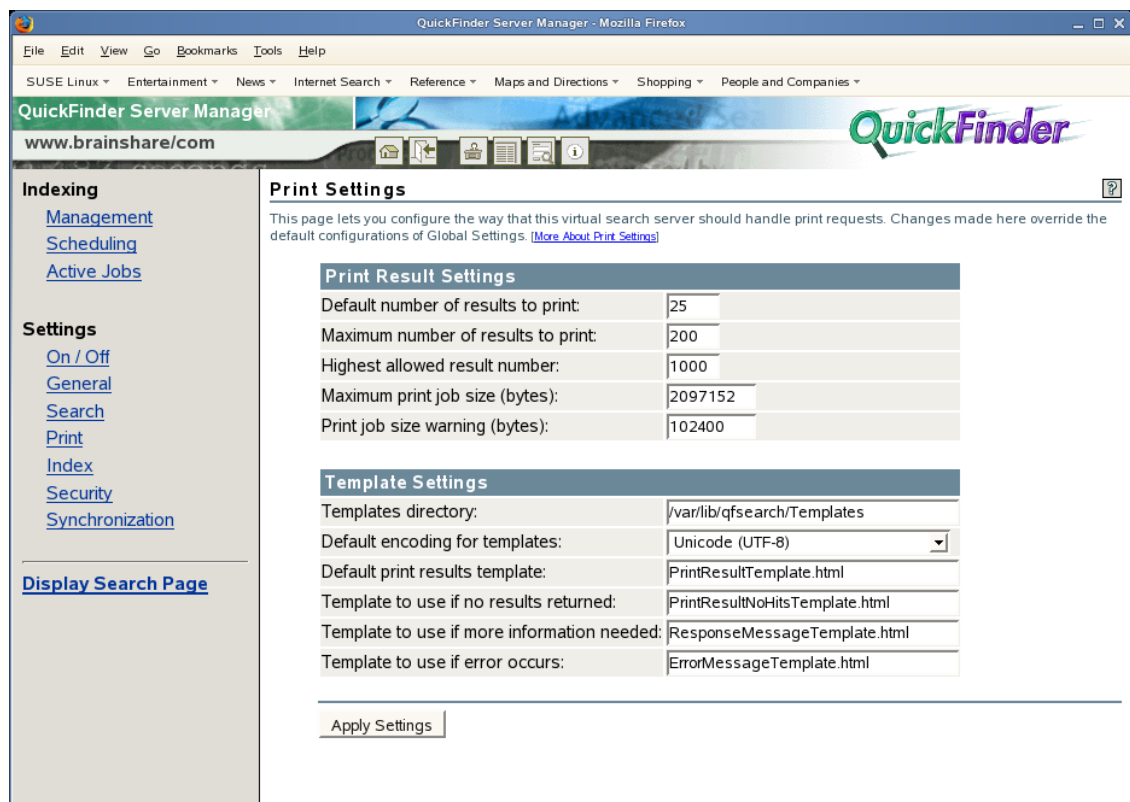 QuickFinder Server Manager - Mozilla Firefox
File Edit View Go Bookmarks Tools Help
SUSE Linux Entertainment News Internet Search Reference Maps and Directions Shopping People and Companies
QuickFinder Server Manager
www.brainshare/com
QuickFinder
Indexing
Management
Scheduling
Active Jobs
Settings
On / Off
General
Search
Print
Index
Security
Synchronization
Display Search Page
Print Settings
?
This page lets you configure the way that this virtual search server should handle print requests. Changes made here override the
default configurations of Global Settings. [More About Print Settings]
Print Result Settings
Default number of results to print: 25
Maximum number of results to print: 200
Highest allowed result number: 1000
Maximum print job size (bytes): 2097152
Print job size warning (bytes): 102400
Template Settings
Templates directory: /var/lib/qfsearch/Templates
Default encoding for templates: Unicode (UTF-8)
Default print results template: PrintResultTemplate.html
Template to use if no results returned: PrintResultNoHitsTemplate.html
Template to use if more information needed: ResponseMessageTemplate.html
Template to use if error occurs: ErrorMessageTemplate.html
Apply Settings